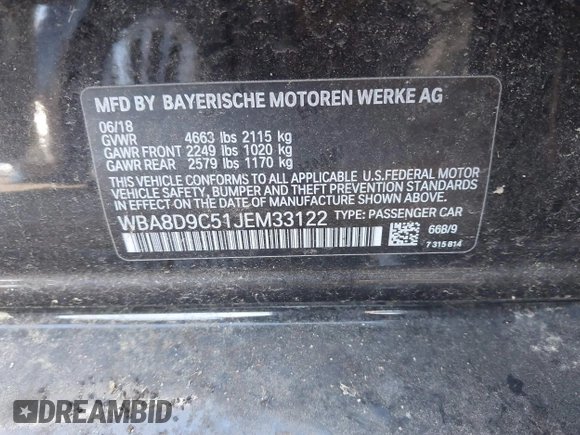 MFD BY BAYERISCHE MOTOREN WERKE AG
06/18
GVWR 4663 lbs 2115 kg
GAWR FRONT 2249 lbs 1020 kg
GAWR REAR 2579 lbs 1170 kg
THIS VEHICLE CONFORMS TO ALL APPLICABLE U.S.FEDERAL MOTOR
VEHICLE SAFETY, BUMPER AND THEFT PREVENTION STANDARDS
IN EFFECT ON THE DATE OF MANUFACTURE SHOWN ABOVE.
WBA8D9C51JEM33122 TYPE: PASSENGER CAR
668/9
7 315 814
DREAMBID